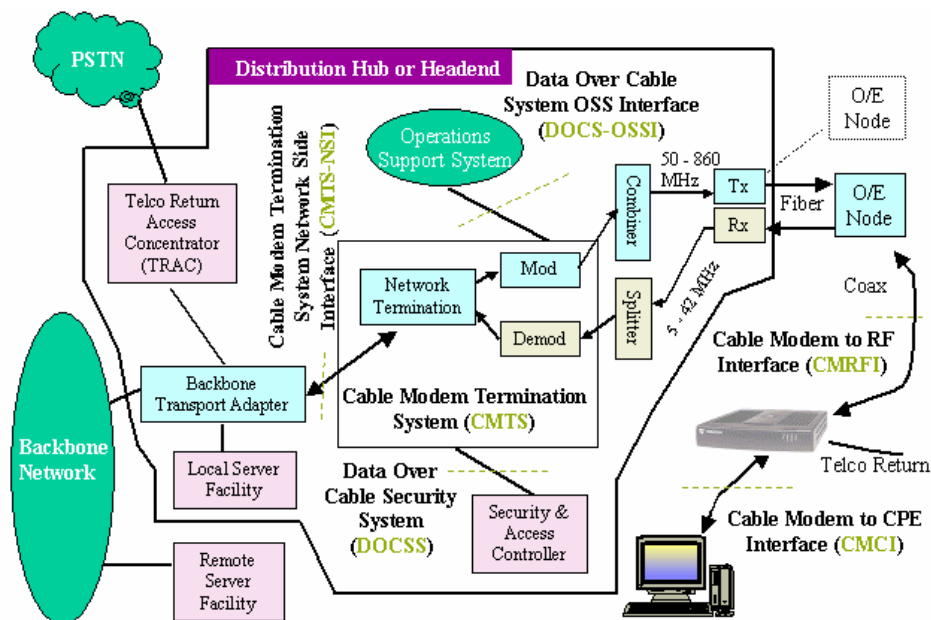 PSTN
Distribution Hub or Headend
Data Over Cable
System OSS Interface
(DOCS-OSSI)
O/E
Node
Operations
Support System
Cable Modem Termination
System Network Side
Interface (CMTS-NSI)
50 - 860
MHz
Tx
Rx
Fiber
O/E
Node
Telco Return
Access
Concentrator
(TRAC)
Combiner
Mod
Network
Termination
Demod
Splitter
5 - 42 MHz
Coax
Cable Modem to RF
Interface (CMRFI)
Backbone
Transport Adapter
Cable Modem Termination
System (CMTS)
Backbone
Network
Local Server
Facility
Data Over
Cable Security
System
(DOCSS)
Security &
Access
Controller
Telco Return
Cable Modem to CPE
Interface (CMCI)
Remote
Server
Facility